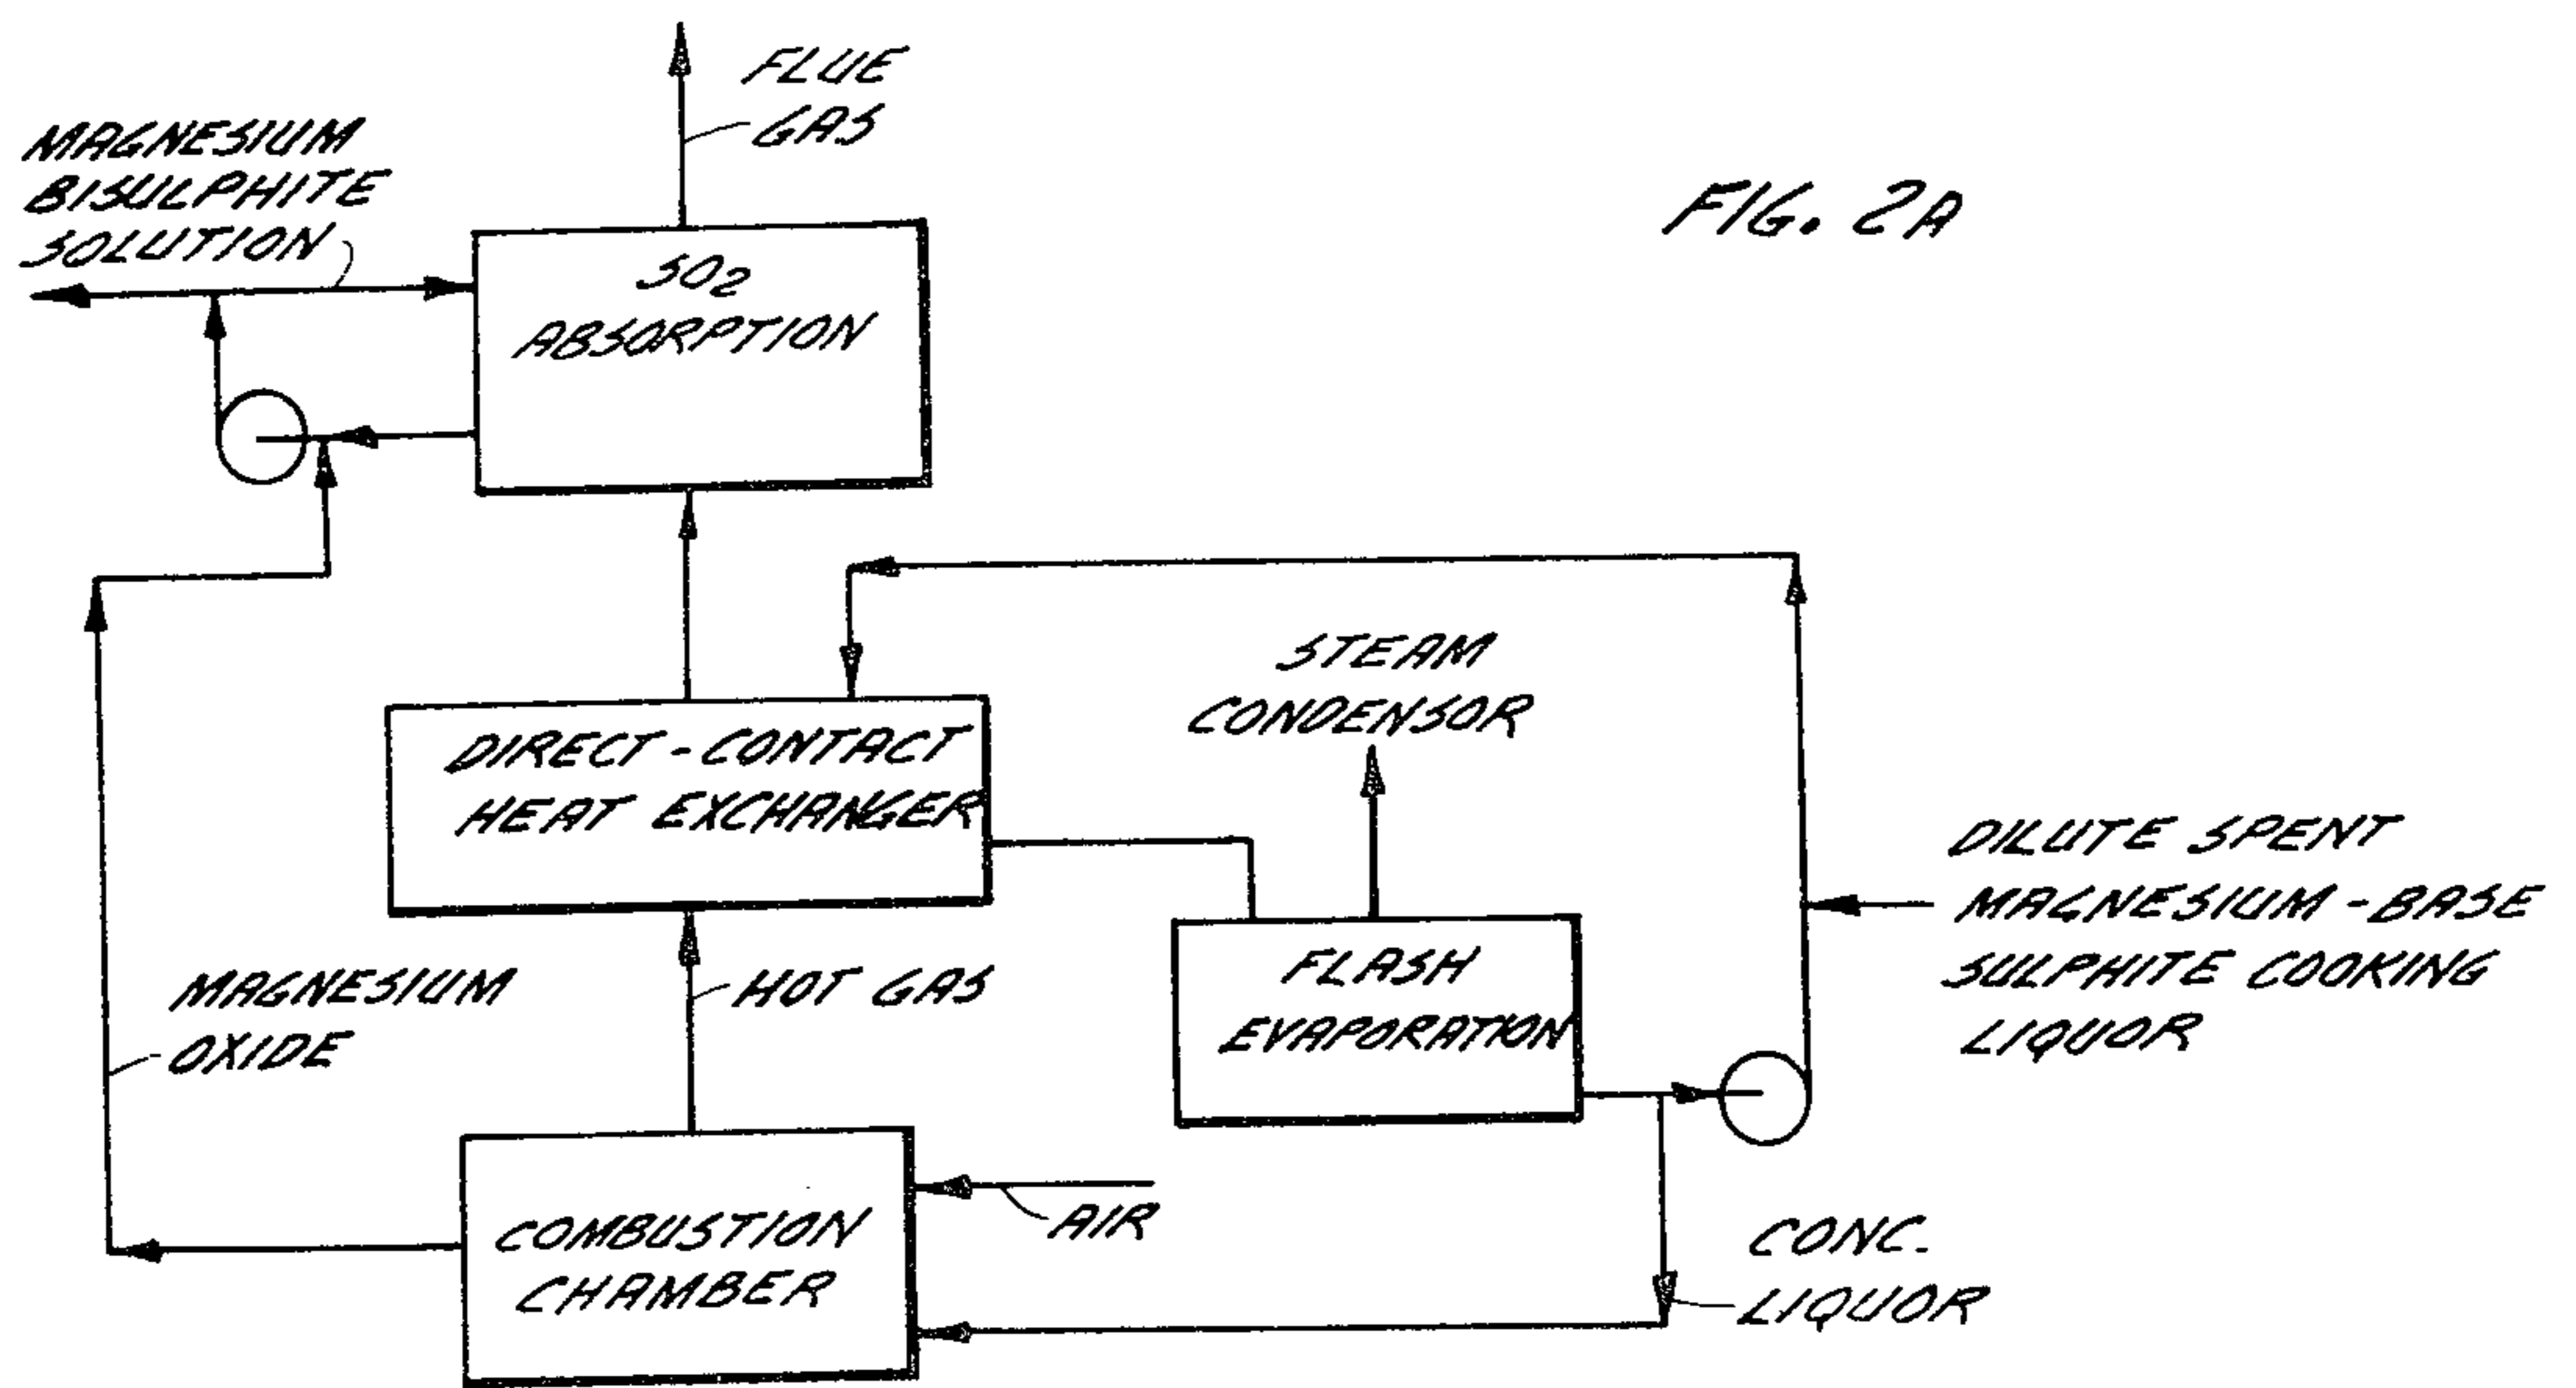 FLUE
GAS
MAGNESIUM
BISULPHITE
SOLUTION
FIG. 2A
SO2
ABSORPTION
STEAM
CONDENSOR
DIRECT-CONTACT
HEAT EXCHANGER
DILUTE SPENT
MAGNESIUM-BASE
SULPHITE COOKING
LIQUOR
MAGNESIUM
OXIDE
HOT GAS
FLASH
EVAPORATION
AIR
COMBUSTION
CHAMBER
CONC.
LIQUOR